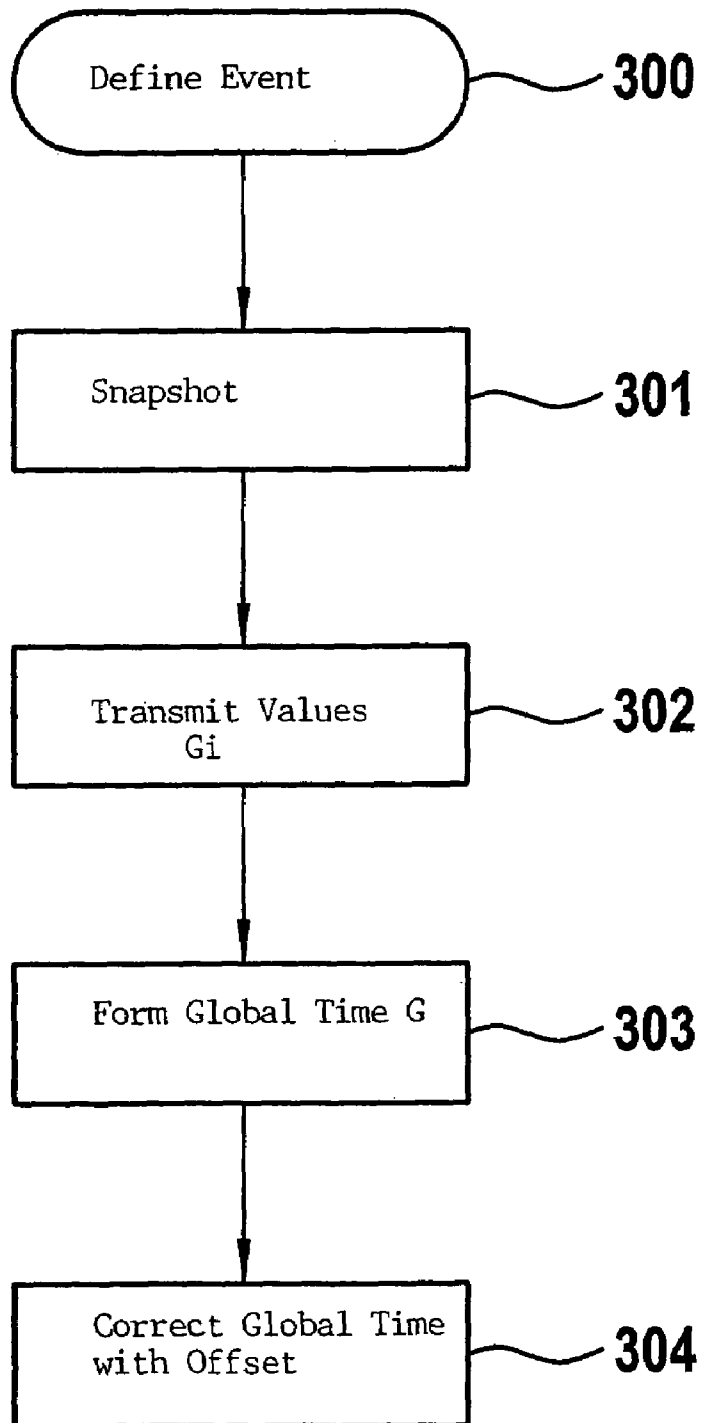 Define Event
300
Snapshot
301
Transmit Values
Gi
302
Form Global Time G
303
Correct Global Time
with Offset
304